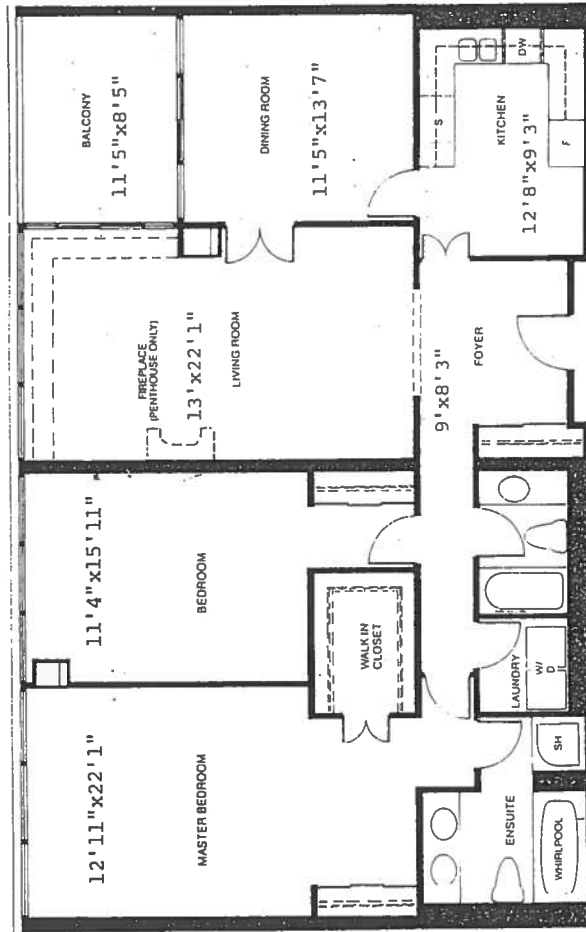 BALCONY
11'5"x8'5"
DINING ROOM
11'5"x13'7"
S
DW
KITCHEN
12'8"x9'3"
F
FIREPLACE
(PENTHOUSE ONLY)
13'x22'1"
LIVING ROOM
9'x8'3"
FOYER
11'4"x15'11"
BEDROOM
WALK IN
CLOSET
LAUNDRY
W/
D
12'11"x22'1"
MASTER BEDROOM
ENSUITE
SH
WHIRLPOOL